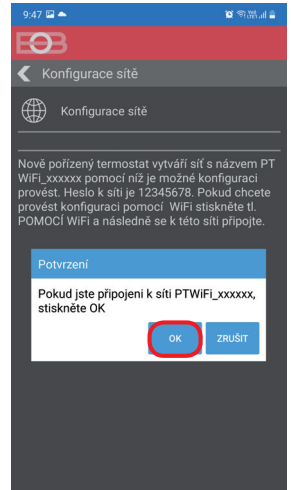 9:47
EOB
Konfigurace sítě
Konfigurace sítě
Nově pořízený termostat vytváří síť s názvem PT
WiFi_xxxxxx pomocí níž je možné konfiguraci
provést. Heslo k síti je 12345678. Pokud chcete
provést konfiguraci pomocí  WiFi stiskněte tl.
POMOCÍ WiFi a následně se k této síti připojte.
Potvrzení
Pokud jste připojeni k síti PTWiFi_xxxxxx,
stiskněte OK
OK ZRUŠIT